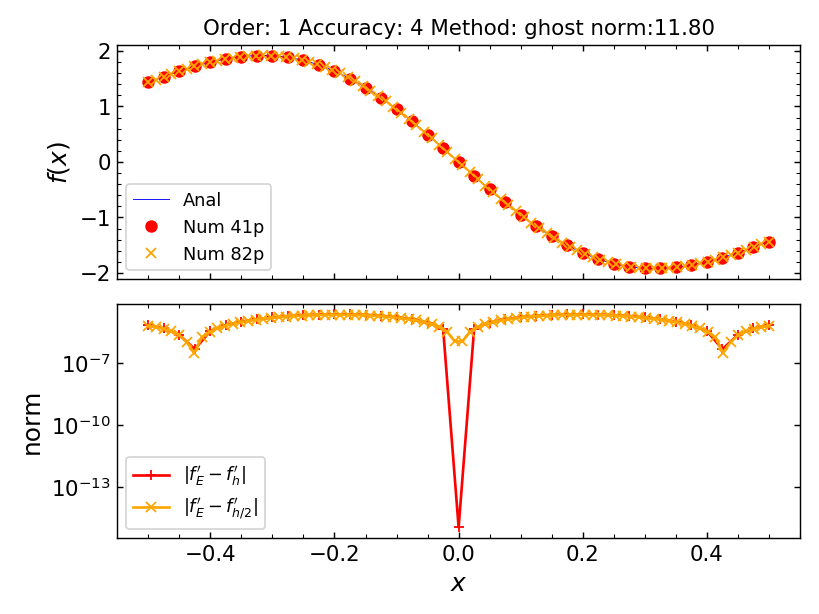 Order: 1 Accuracy: 4 Method: ghost norm:11.80
2
1
0
−1
−2
f(x)
Anal
Num 41p
Num 82p
10⁻⁷
10⁻¹⁰
10⁻¹³
norm
|f′_E − f′_h|
|f′_E − f′_{h/2}|
−0.4 −0.2 0.0 0.2 0.4
x